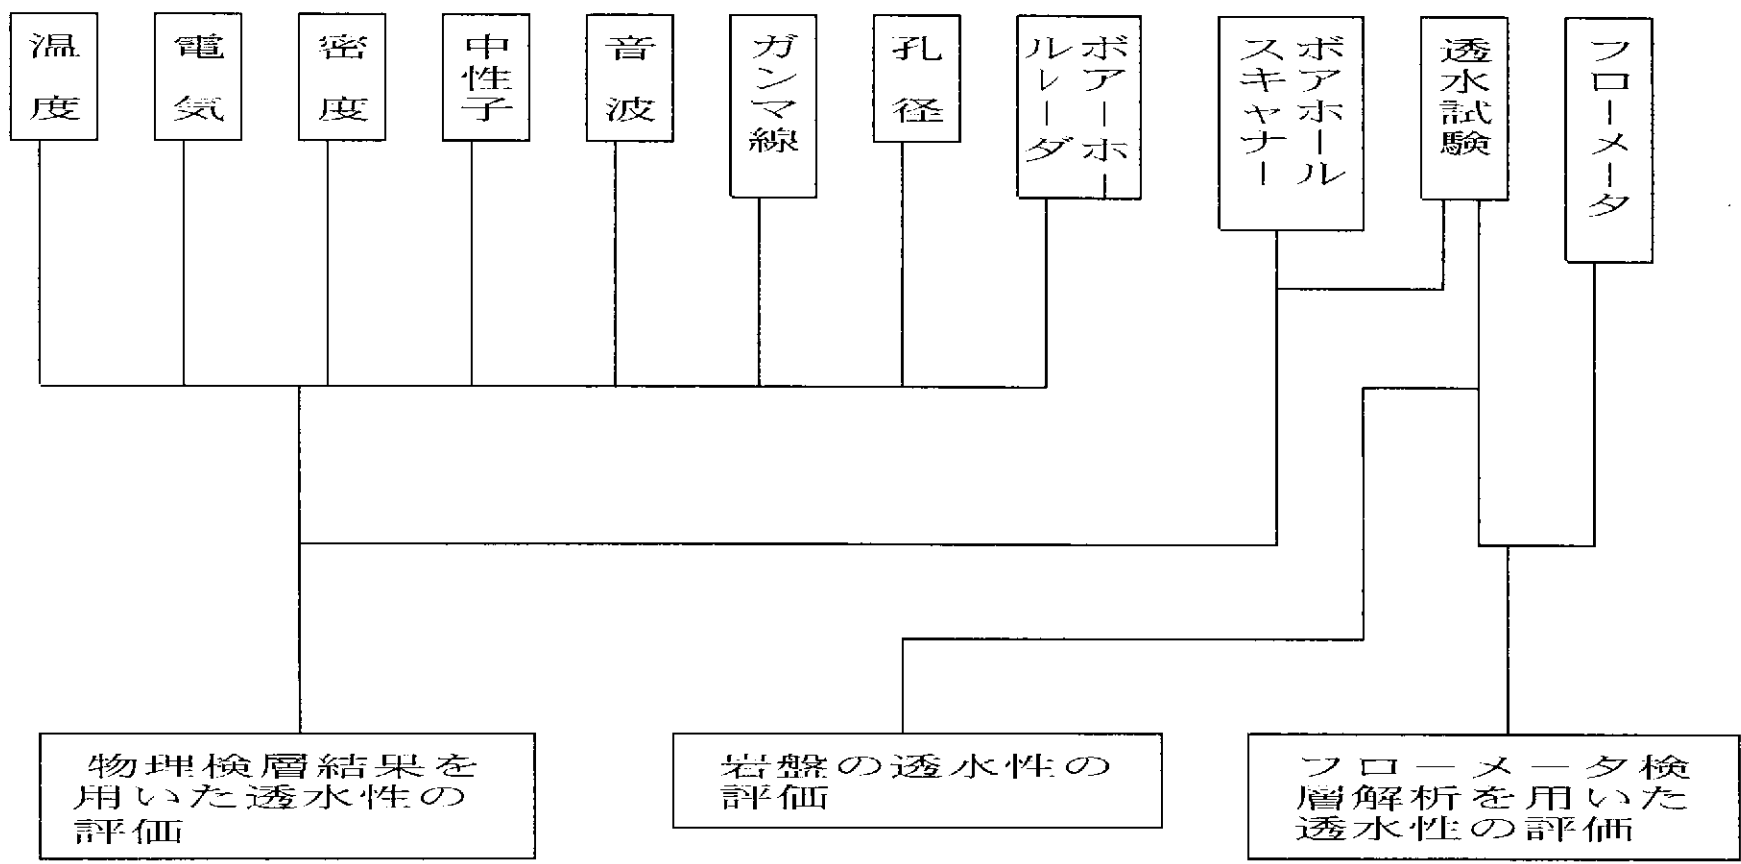 温度
電気
密度
中性子
音波
ガンマ線
孔径
ボアーホー
ルレーダ
ボアホール
スキャナー
透水試験
フローメータ
物理検層結果を
用いた透水性の
評価
岩盤の透水性の
評価
フローメータ検
層解析を用いた
透水性の評価